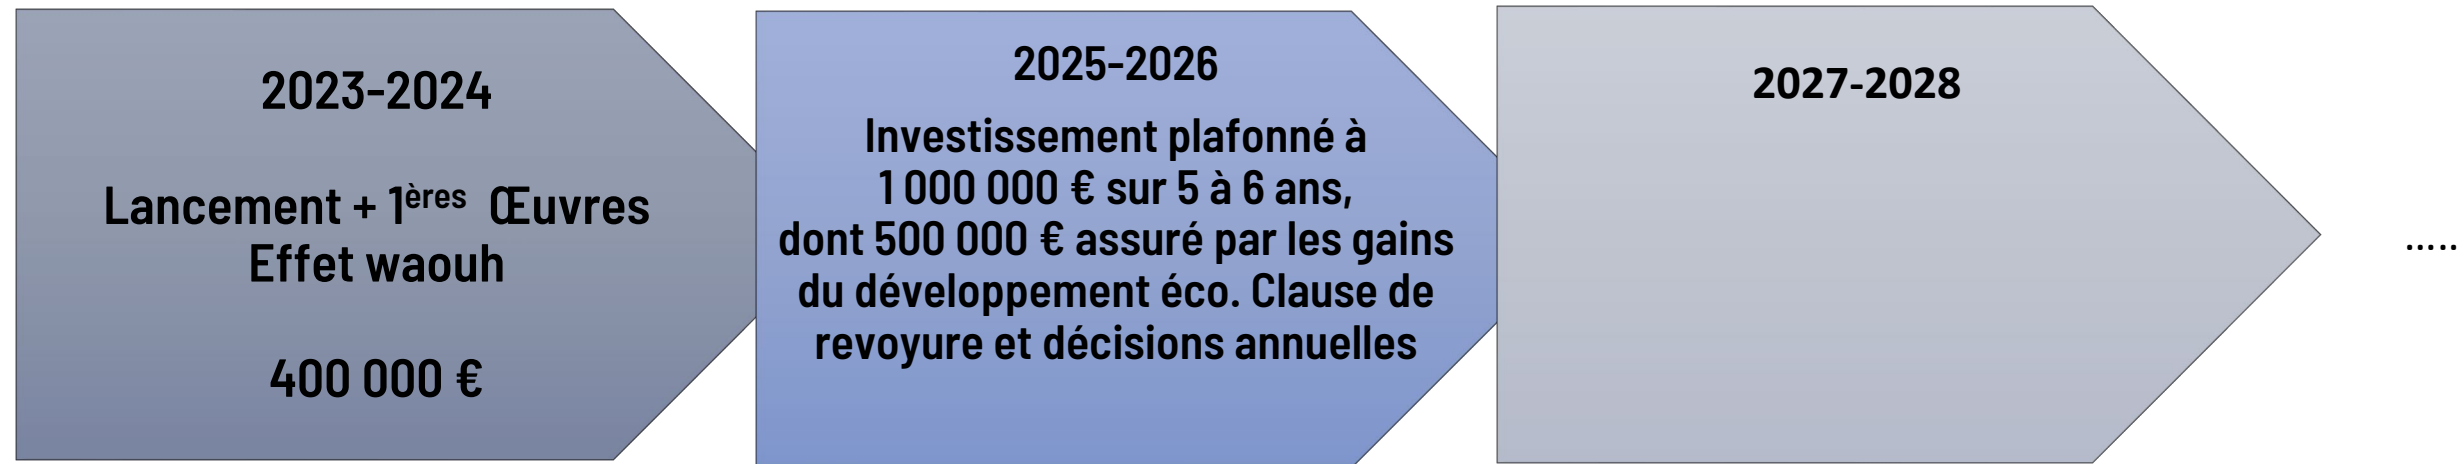 2023-2024
Lancement + 1ères Œuvres
Effet waouh
400 000 €
2025-2026
Investissement plafonné à
1 000 000 € sur 5 à 6 ans,
dont 500 000 € assuré par les gains
du développement éco. Clause de
revoyure et décisions annuelles
2027-2028
.....